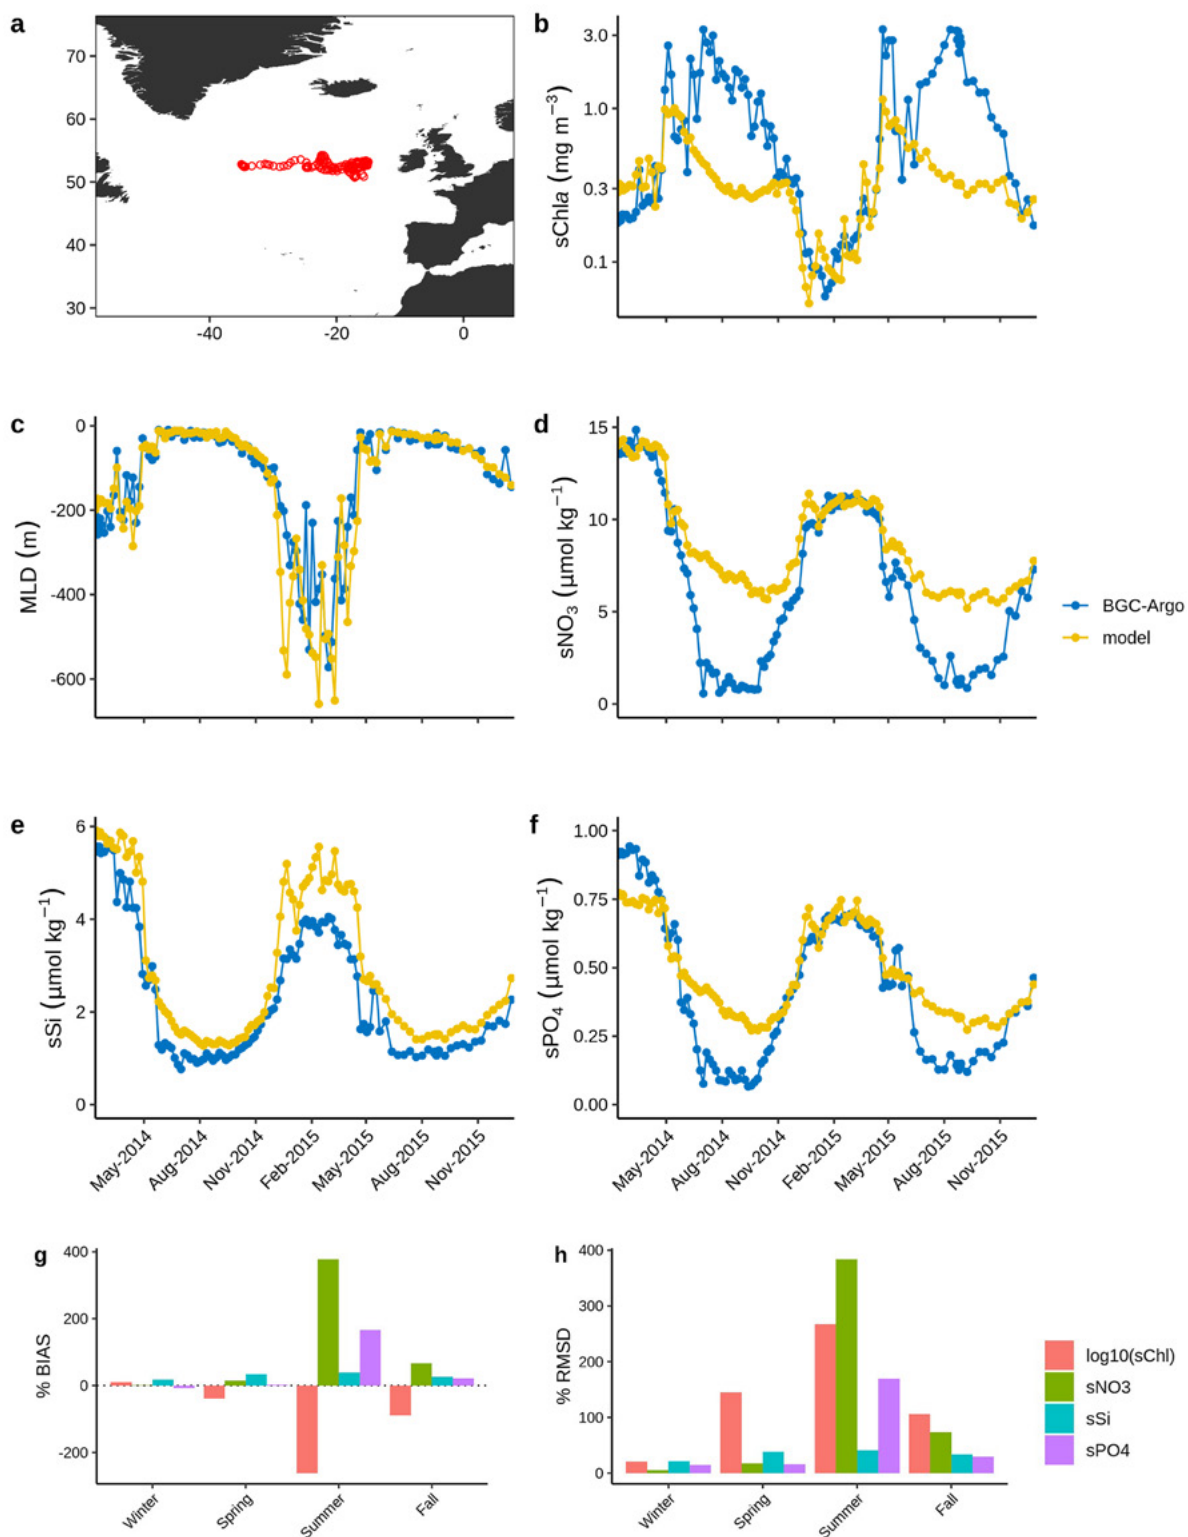 a
70
60
50
40
30
-40
-20
0
b
sChla (mg m−3)
3.0
1.0
0.3
0.1
c
MLD (m)
0
-200
-400
-600
d
sNO3 (μmol kg−1)
15
10
5
0
BGC-Argo
model
e
sSi (μmol kg−1)
6
4
2
0
May-2014
Aug-2014
Nov-2014
Feb-2015
May-2015
Aug-2015
Nov-2015
f
sPO4 (μmol kg−1)
1.00
0.75
0.50
0.25
0.00
May-2014
Aug-2014
Nov-2014
Feb-2015
May-2015
Aug-2015
Nov-2015
g
% BIAS
400
200
0
-200
Winter
Spring
Summer
Fall
h
% RMSD
400
300
200
100
0
Winter
Spring
Summer
Fall
log10(sChl)
sNO3
sSi
sPO4